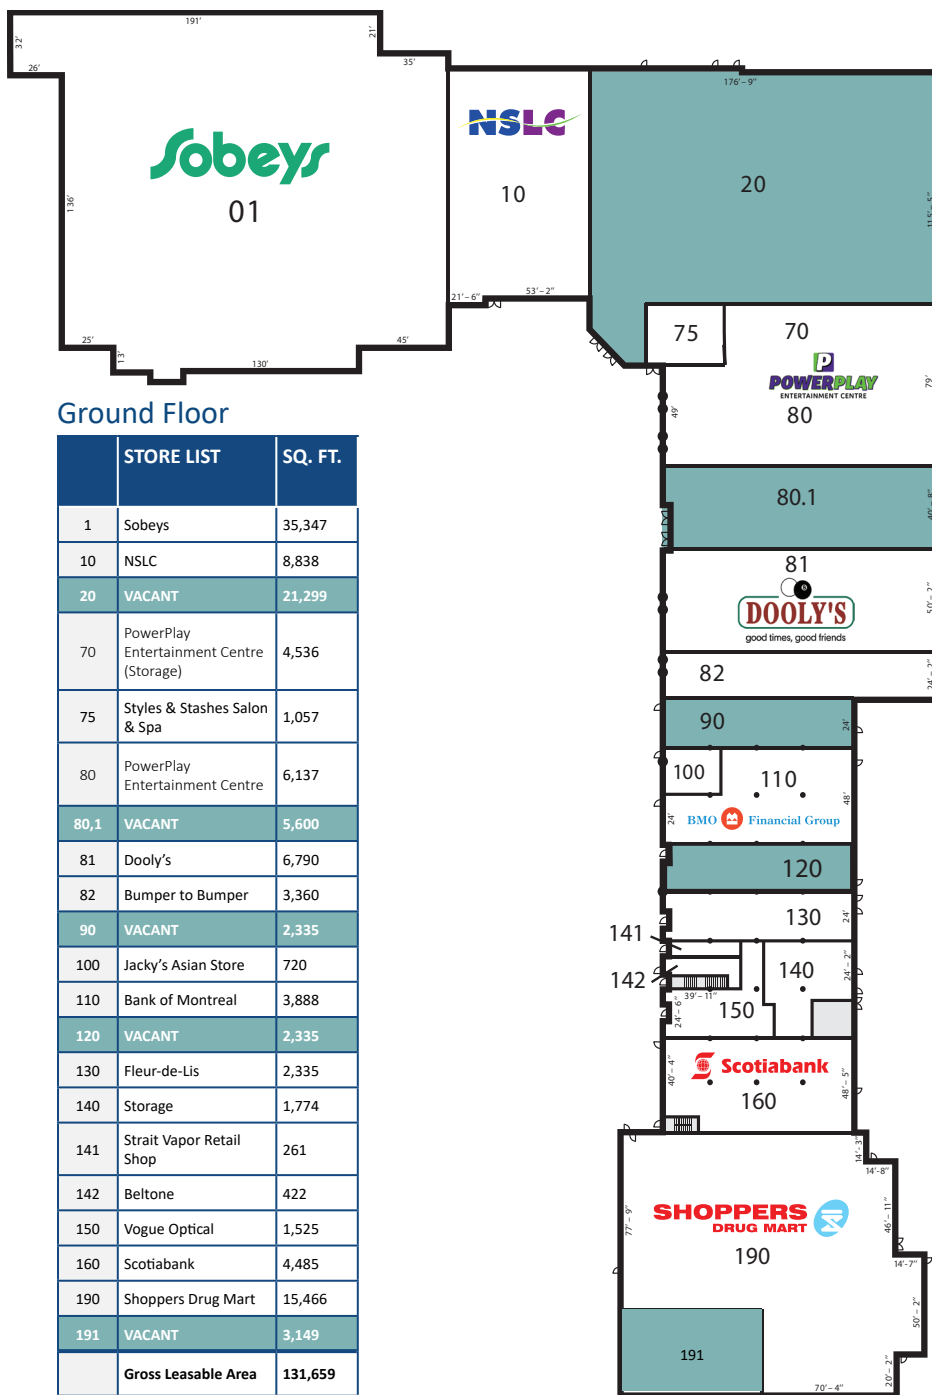 191’
32’
21’
26’
35’
176’ – 9”
Sobeys
01
136’
NSLC
10
20
115’ – 5”
21’ – 6”
53’ – 2”
25’
13’
130’
45’
75
70
POWERPLAY
ENTERTAINMENT CENTRE
80
79’
49’
80.1
40’ – 8”
81
DOOLY'S
good times, good friends
50’ – 2”
82
24’ – 2”
90
24’
100
110
48’
24’
BMO Financial Group
120
130
24’
141
142
140
24’ – 2”
39’ – 11”
150
24’ – 6”
Scotiabank
160
40’ – 4”
48’ – 5”
14’ – 3”
14’ -8”
77’ – 9”
46’ – 11”
SHOPPERS
DRUG MART
190
14’ -7”
50’ – 2”
191
20’ – 2”
70’ – 4”
Ground Floor
STORE LIST SQ. FT.
1 Sobeys 35,347
10 NSLC 8,838
20 VACANT 21,299
70 PowerPlay
Entertainment Centre
(Storage) 4,536
75 Styles & Stashes Salon
& Spa 1,057
80 PowerPlay
Entertainment Centre 6,137
80,1 VACANT 5,600
81 Dooly’s 6,790
82 Bumper to Bumper 3,360
90 VACANT 2,335
100 Jacky’s Asian Store 720
110 Bank of Montreal 3,888
120 VACANT 2,335
130 Fleur-de-Lis 2,335
140 Storage 1,774
141 Strait Vapor Retail
Shop 261
142 Beltone 422
150 Vogue Optical 1,525
160 Scotiabank 4,485
190 Shoppers Drug Mart 15,466
191 VACANT 3,149
Gross Leasable Area 131,659